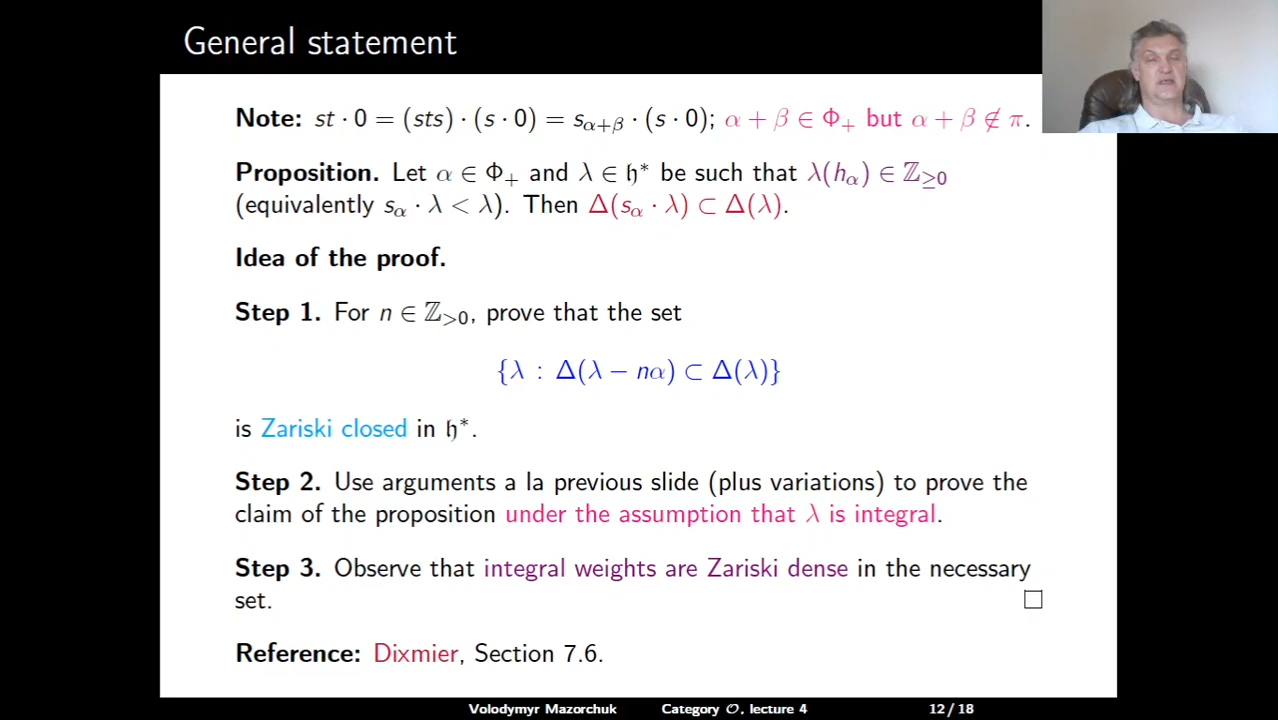 General statement
Note: st · 0 = (sts) · (s · 0) = s_{α+β} · (s · 0); α + β ∈ Φ₊ but α + β ∉ π.
Proposition. Let α ∈ Φ₊ and λ ∈ 𝔥* be such that λ(h_α) ∈ ℤ_{≥0}
(equivalently s_α · λ < λ). Then Δ(s_α · λ) ⊂ Δ(λ).
Idea of the proof.
Step 1. For n ∈ ℤ_{>0}, prove that the set
{λ : Δ(λ − nα) ⊂ Δ(λ)}
is Zariski closed in 𝔥*.
Step 2. Use arguments a la previous slide (plus variations) to prove the
claim of the proposition under the assumption that λ is integral.
Step 3. Observe that integral weights are Zariski dense in the necessary
set. □
Reference: Dixmier, Section 7.6.
Volodymyr Mazorchuk Category 𝒪, lecture 4 12 / 18